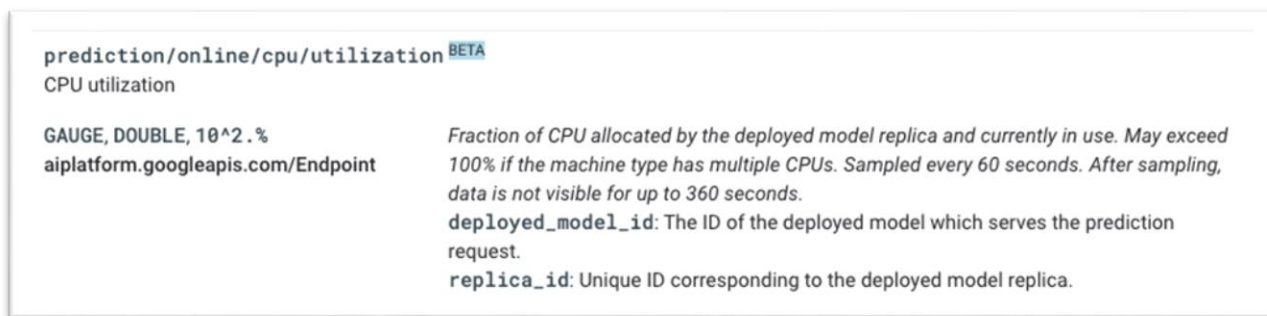 prediction/online/cpu/utilization BETA
CPU utilization
GAUGE, DOUBLE, 10^2.%
aiplatform.googleapis.com/Endpoint
Fraction of CPU allocated by the deployed model replica and currently in use. May exceed
100% if the machine type has multiple CPUs. Sampled every 60 seconds. After sampling,
data is not visible for up to 360 seconds.
deployed_model_id: The ID of the deployed model which serves the prediction
request.
replica_id: Unique ID corresponding to the deployed model replica.